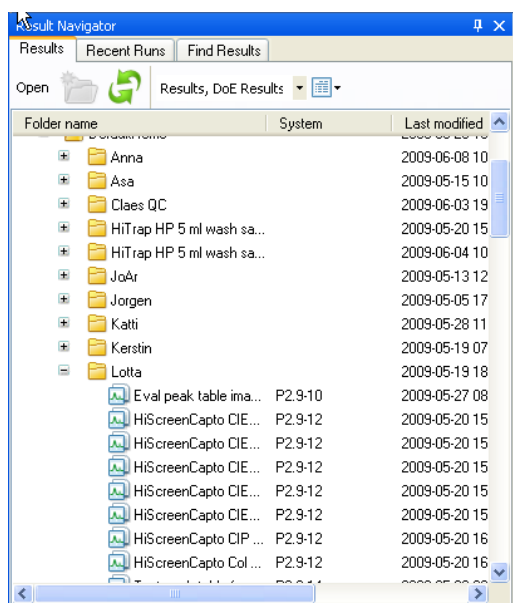 Result Navigator
Results Recent Runs Find Results
Open Results, DoE Results
Folder name System Last modified
Anna 2009-06-08 10
Asa 2009-05-15 10
Claes QC 2009-06-03 19
HiTrap HP 5 ml wash sa... 2009-05-20 15
HiTrap HP 5 ml wash sa... 2009-06-04 10
JoAr 2009-05-13 12
Jorgen 2009-05-05 17
Katti 2009-05-28 11
Kerstin 2009-05-19 07
Lotta 2009-05-19 18
Eval peak table ima... P2.9-10 2009-05-27 08
HiScreenCapto CIE... P2.9-12 2009-05-20 15
HiScreenCapto CIE... P2.9-12 2009-05-20 15
HiScreenCapto CIE... P2.9-12 2009-05-20 15
HiScreenCapto CIE... P2.9-12 2009-05-20 15
HiScreenCapto CIE... P2.9-12 2009-05-20 15
HiScreenCapto CIP ... P2.9-12 2009-05-20 16
HiScreenCapto Col ... P2.9-12 2009-05-20 16